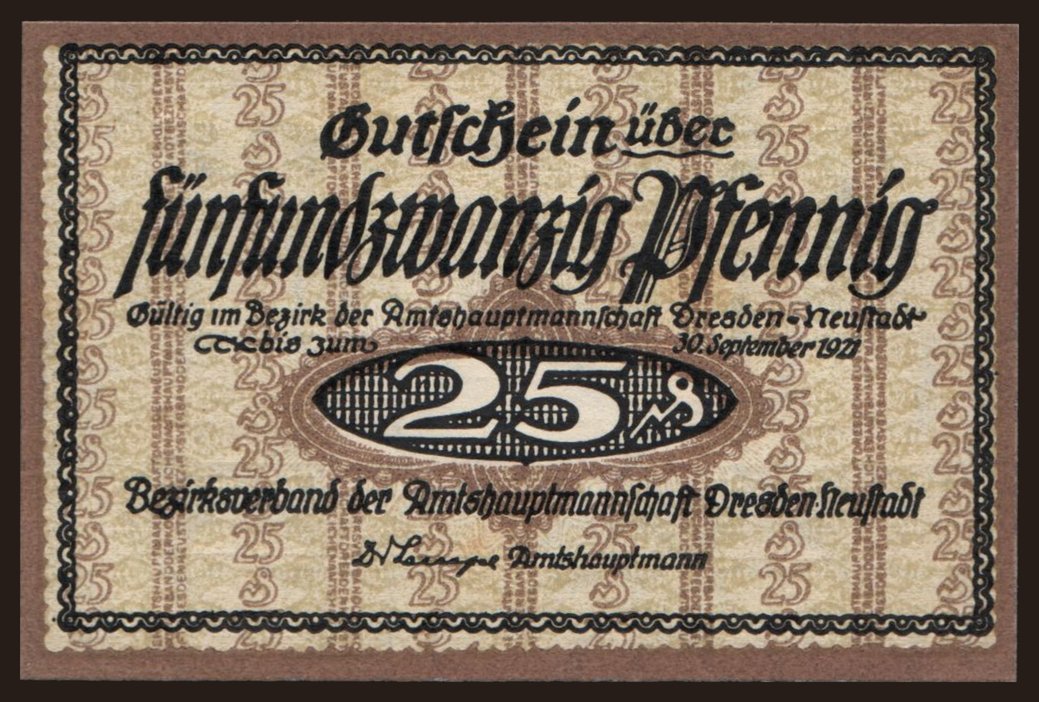 Gutschein über
fünfundzwanzig Pfennig
Gültig im Bezirk der Amtshauptmannschaft Dresden-Neustadt
bis zum 30. September 1921
25 ₰
Bezirksverband der Amtshauptmannschaft Dresden-Neustadt
Amtshauptmann